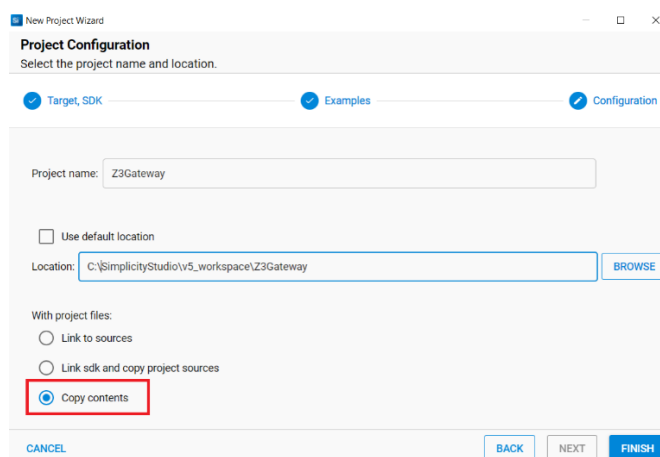 New Project Wizard
Project Configuration
Select the project name and location.
Target, SDK
Examples
Configuration
Project name: Z3Gateway
Use default location
Location: C:\SimplicityStudio\v5_workspace\Z3Gateway
BROWSE
With project files:
Link to sources
Link sdk and copy project sources
Copy contents
CANCEL
BACK
NEXT
FINISH